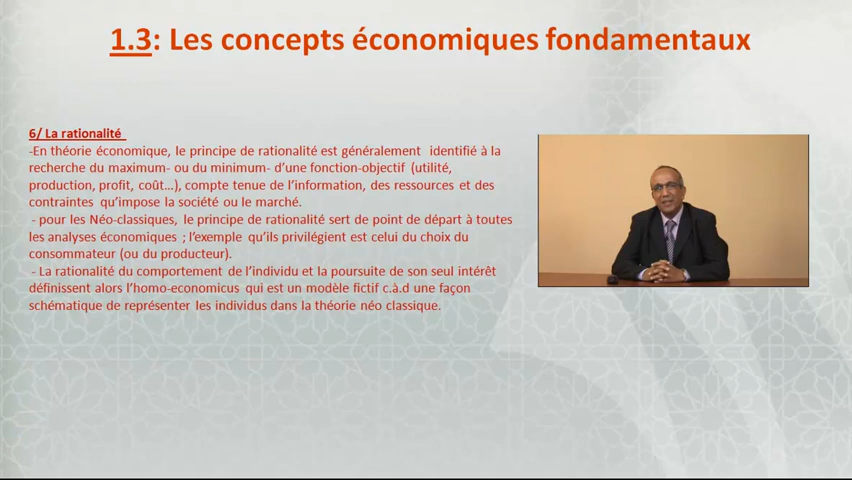 1.3: Les concepts économiques fondamentaux
6/ La rationalité
-En théorie économique, le principe de rationalité est généralement identifié à la
recherche du maximum- ou du minimum- d'une fonction-objectif (utilité,
production, profit, coût...), compte tenue de l'information, des ressources et des
contraintes qu'impose la société ou le marché.
- pour les Néo-classiques, le principe de rationalité sert de point de départ à toutes
les analyses économiques ; l'exemple qu'ils privilégient est celui du choix du
consommateur (ou du producteur).
- La rationalité du comportement de l'individu et la poursuite de son seul intérêt
définissent alors l'homo-economicus qui est un modèle fictif c.à.d une façon
schématique de représenter les individus dans la théorie néo classique.